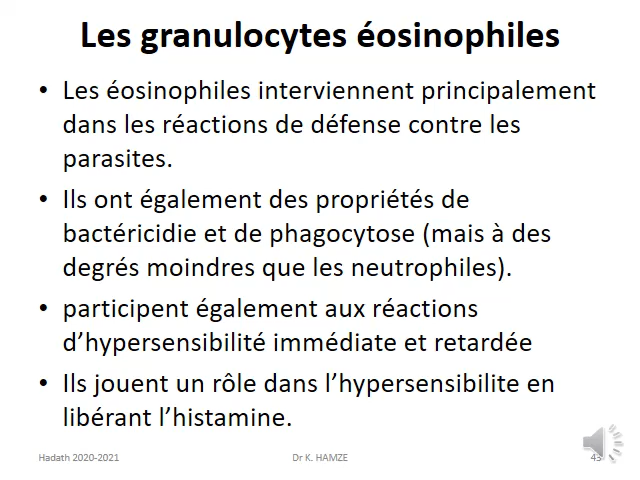 Les granulocytes éosinophiles
• Les éosinophiles interviennent principalement
dans les réactions de défense contre les
parasites.
• Ils ont également des propriétés de
bactéricidie et de phagocytose (mais à des
degrés moindres que les neutrophiles).
• participent également aux réactions
d’hypersensibilité immédiate et retardée
• Ils jouent un rôle dans l’hypersensibilite en
libérant l’histamine.
Hadath 2020-2021 Dr K. HAMZE 43